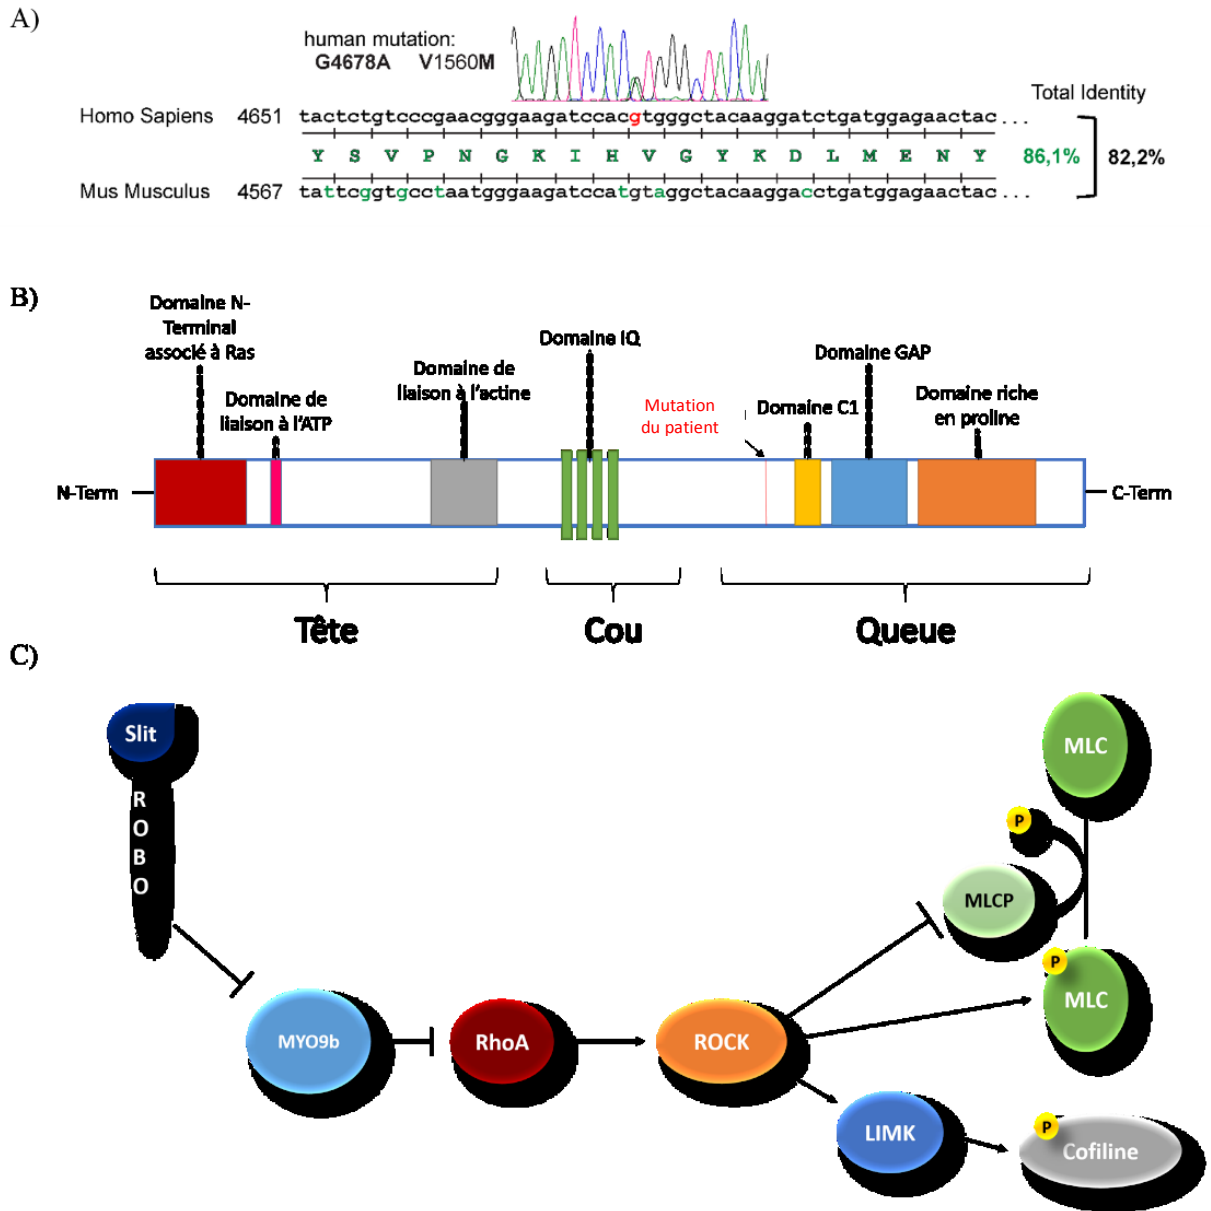 A)
human mutation:
G4678A V1560M
Total Identity
Homo Sapiens 4651 tactctgtcccgaacgggaagatccacgtgggctacaaggatctgatggagaactac...
Y S V P N G K I H V G Y K D L M E N Y 86,1% 82,2%
Mus Musculus 4567 tattcggtgcctaatgggaagatccatgtaggctacaaggacctgatggagaactac...
B)
Domaine N-
Terminal
associé à Ras
Domaine de
liaison à l'ATP
Domaine de
liaison à l'actine
Domaine IQ
Mutation
du patient
Domaine C1
Domaine GAP
Domaine riche
en proline
N-Term
C-Term
Tête
Cou
Queue
C)
Slit
R
O
B
O
MYO9b
RhoA
ROCK
MLC
P
MLCP
P
MLC
LIMK
P
Cofiline